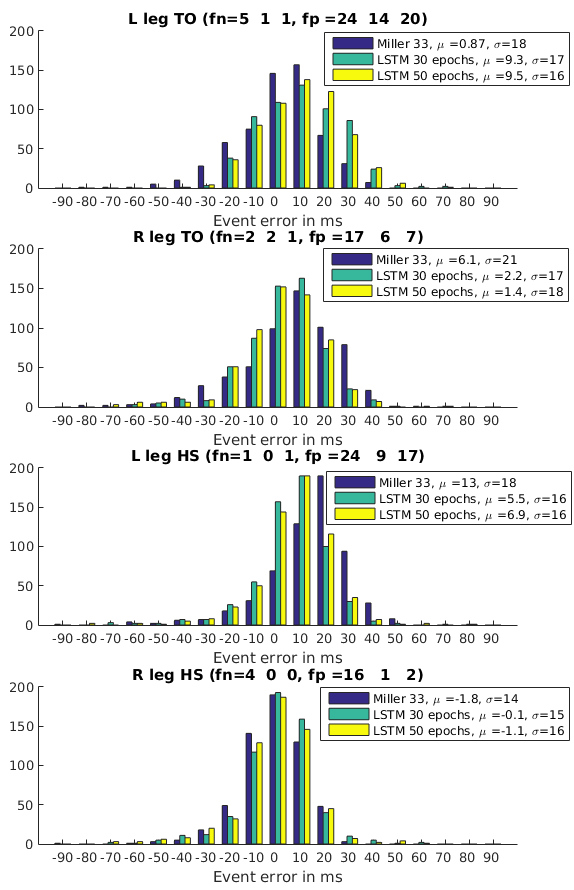 L leg TO (fn=5 1 1, fp =24 14 20)
Miller 33, μ =0.87, σ=18
LSTM 30 epochs, μ =9.3, σ=17
LSTM 50 epochs, μ =9.5, σ=16
200
150
100
50
0
-90 -80 -70 -60 -50 -40 -30 -20 -10 0 10 20 30 40 50 60 70 80 90
Event error in ms
R leg TO (fn=2 2 1, fp =17 6 7)
Miller 33, μ =6.1, σ=21
LSTM 30 epochs, μ =2.2, σ=17
LSTM 50 epochs, μ =1.4, σ=18
200
150
100
50
0
-90 -80 -70 -60 -50 -40 -30 -20 -10 0 10 20 30 40 50 60 70 80 90
Event error in ms
L leg HS (fn=1 0 1, fp =24 9 17)
Miller 33, μ =13, σ=18
LSTM 30 epochs, μ =5.5, σ=16
LSTM 50 epochs, μ =6.9, σ=16
200
150
100
50
0
-90 -80 -70 -60 -50 -40 -30 -20 -10 0 10 20 30 40 50 60 70 80 90
Event error in ms
R leg HS (fn=4 0 0, fp =16 1 2)
Miller 33, μ =-1.8, σ=14
LSTM 30 epochs, μ =-0.1, σ=15
LSTM 50 epochs, μ =-1.1, σ=16
200
150
100
50
0
-90 -80 -70 -60 -50 -40 -30 -20 -10 0 10 20 30 40 50 60 70 80 90
Event error in ms